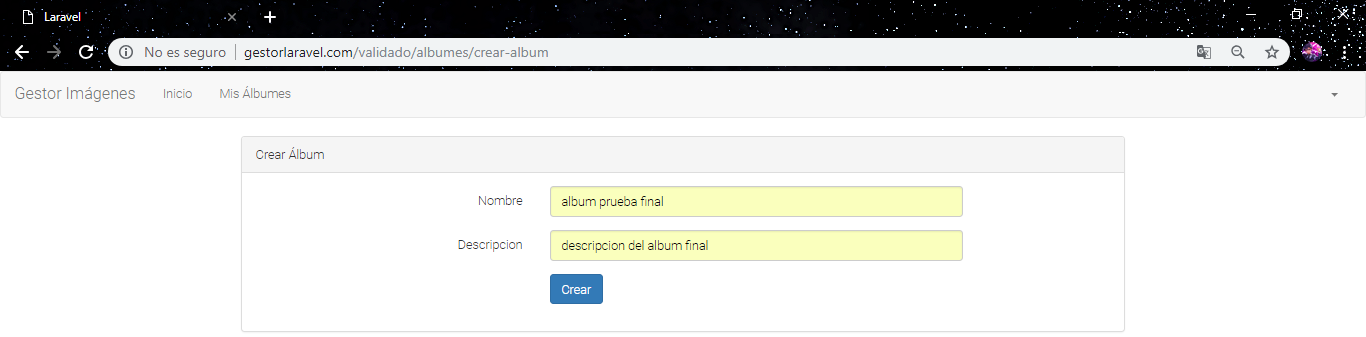 Laravel
No es seguro gestorlaravel.com/validado/albumes/crear-album
Gestor Imágenes Inicio Mis Álbumes
Crear Álbum
Nombre album prueba final
Descripcion descripcion del album final
Crear